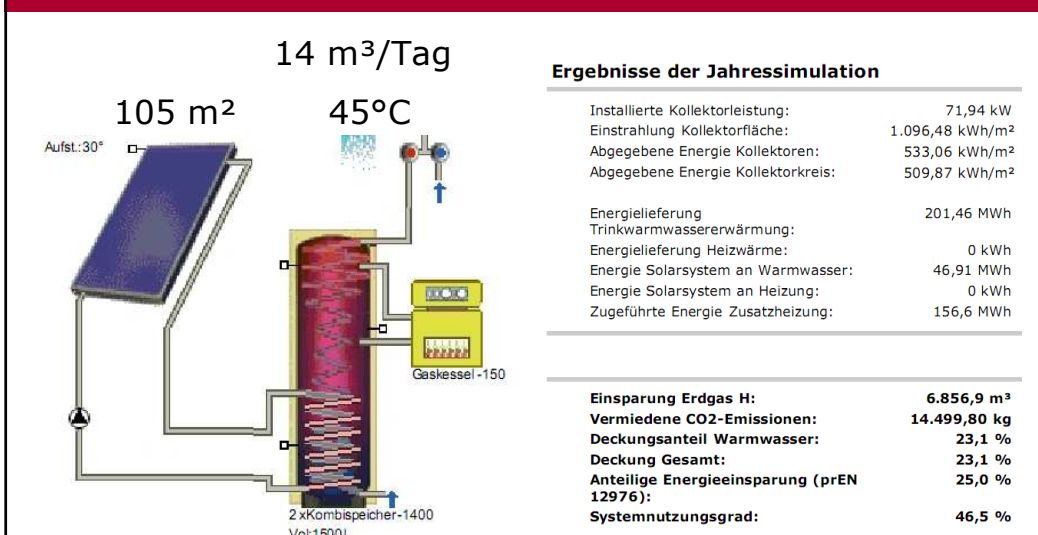 14 m³/Tag
105 m²
45°C
Aufst.:30°
Gaskessel -150
2 xKombispeicher-1400
Vol:1500l
Ergebnisse der Jahressimulation
Installierte Kollektorleistung: 71,94 kW
Einstrahlung Kollektorfläche: 1.096,48 kWh/m²
Abgegebene Energie Kollektoren: 533,06 kWh/m²
Abgegebene Energie Kollektorkreis: 509,87 kWh/m²
Energielieferung 201,46 MWh
Trinkwarmwassererwärmung:
Energielieferung Heizwärme: 0 kWh
Energie Solarsystem an Warmwasser: 46,91 MWh
Energie Solarsystem an Heizung: 0 kWh
Zugeführte Energie Zusatzheizung: 156,6 MWh
Einsparung Erdgas H: 6.856,9 m³
Vermiedene CO2-Emissionen: 14.499,80 kg
Deckungsanteil Warmwasser: 23,1 %
Deckung Gesamt: 23,1 %
Anteilige Energieeinsparung (prEN 25,0 %
12976):
Systemnutzungsgrad: 46,5 %